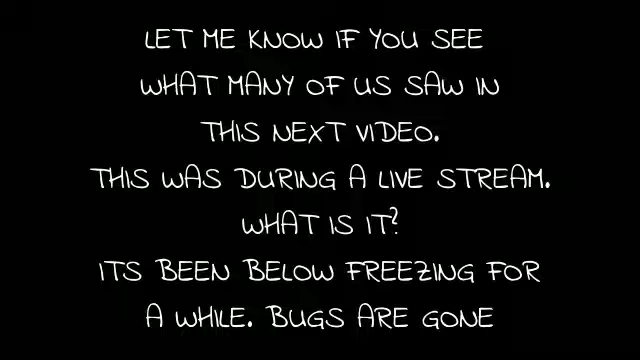 LET ME KNOW IF YOU SEE
WHAT MANY OF US SAW IN
THIS NEXT VIDEO.
THIS WAS DURING A LIVE STREAM.
WHAT IS IT?
ITS BEEN BELOW FREEZING FOR
A WHILE. BUGS ARE GONE